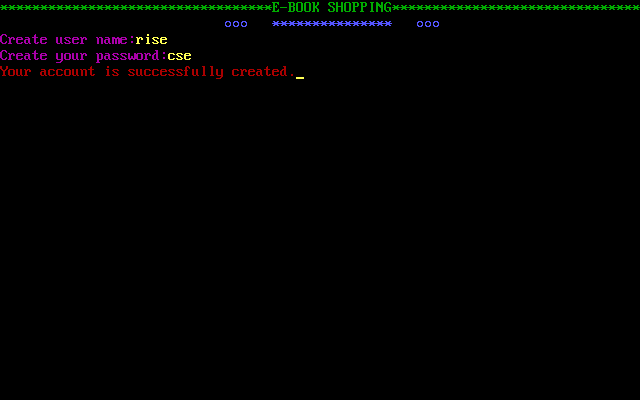 **********************************E-BOOK SHOPPING*******************************
ooo   ***************   ooo
Create user name:rise
Create your password:cse
Your account is successfully created._